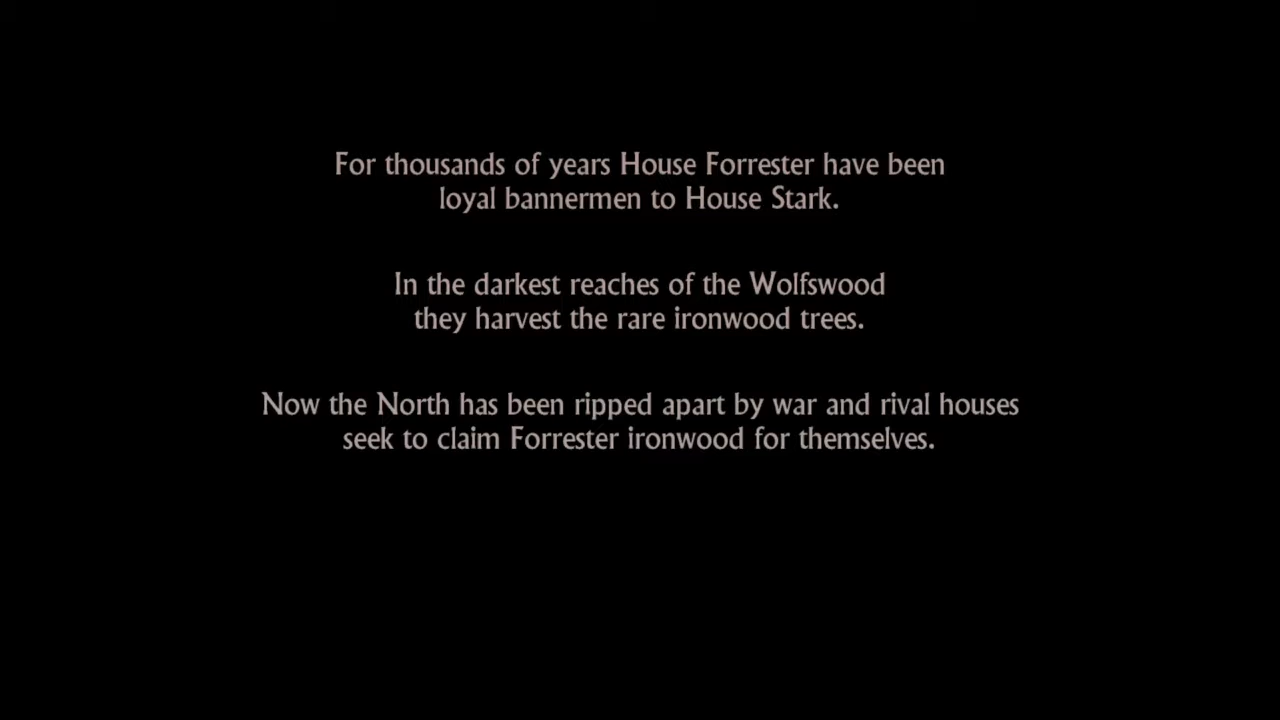 For thousands of years House Forrester have been
loyal bannermen to House Stark.
In the darkest reaches of the Wolfswood
they harvest the rare ironwood trees.
Now the North has been ripped apart by war and rival houses
seek to claim Forrester ironwood for themselves.